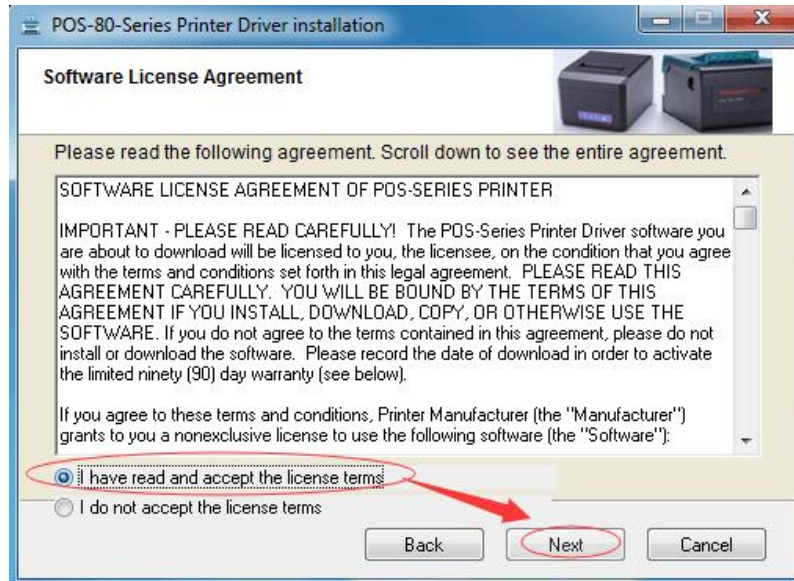 POS-80-Series Printer Driver installation
Software License Agreement
Please read the following agreement. Scroll down to see the entire agreement.
SOFTWARE LICENSE AGREEMENT OF POS-SERIES PRINTER
IMPORTANT - PLEASE READ CAREFULLY! The POS-Series Printer Driver software you
are about to download will be licensed to you, the licensee, on the condition that you agree
with the terms and conditions set forth in this legal agreement. PLEASE READ THIS
AGREEMENT CAREFULLY. YOU WILL BE BOUND BY THE TERMS OF THIS
AGREEMENT IF YOU INSTALL, DOWNLOAD, COPY, OR OTHERWISE USE THE
SOFTWARE. If you do not agree to the terms contained in this agreement, please do not
install or download the software. Please record the date of download in order to activate
the limited ninety (90) day warranty (see below).
If you agree to these terms and conditions, Printer Manufacturer (the "Manufacturer")
grants to you a nonexclusive license to use the following software (the "Software"):
I have read and accept the license terms
I do not accept the license terms
Back
Next
Cancel